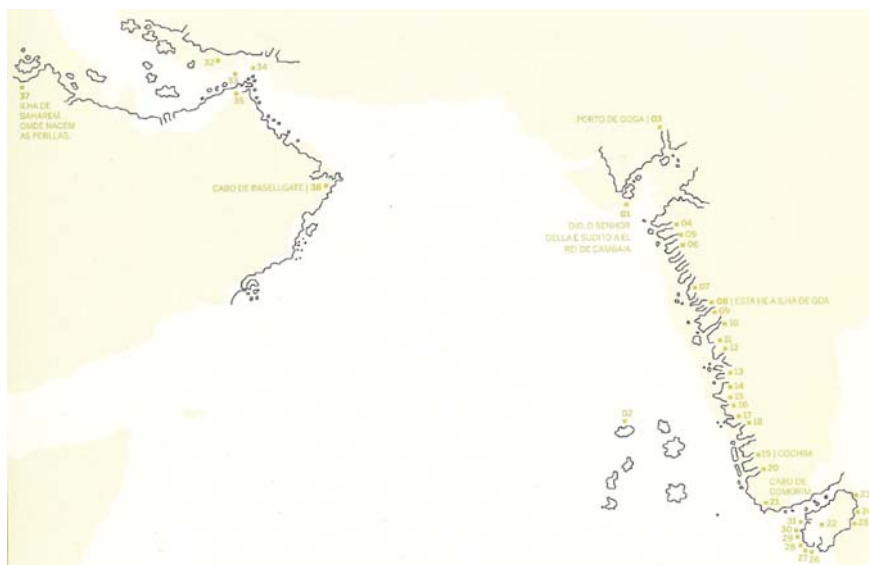 32
33
34
35
37
ILHA DE
BAHAREM,
OMDE NACEM
AS PERLLAS.
CABO DE RASELLGATE | 36
PORTO DE GOGA | 03
01
DIO, O SENHOR
DELLA E SUDITO A EL
REI DE CAMBAIA
04
05
06
07
08 | ESTA HE A ILHA DE GOA
09
10
11
12
13
14
15
16
17
18
02
19 | COCHIM
20
CABO DE
COMORIM
21
22
23
24
25
26
27
28
29
30
31